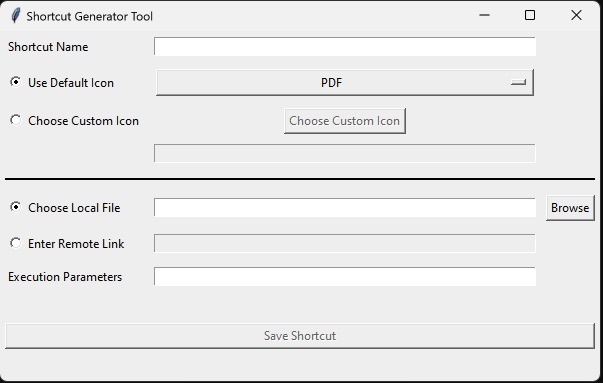 Shortcut Generator Tool
Shortcut Name
Use Default Icon PDF
Choose Custom Icon Choose Custom Icon
Choose Local File Browse
Enter Remote Link
Execution Parameters
Save Shortcut